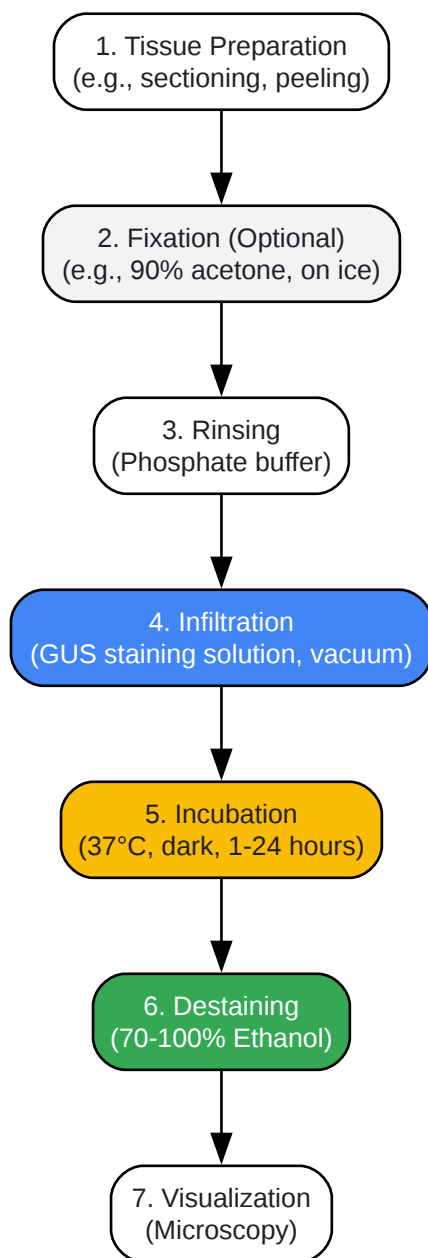 1. Tissue Preparation
(e.g., sectioning, peeling)
2. Fixation (Optional)
(e.g., 90% acetone, on ice)
3. Rinsing
(Phosphate buffer)
4. Infiltration
(GUS staining solution, vacuum)
5. Incubation
(37°C, dark, 1-24 hours)
6. Destaining
(70-100% Ethanol)
7. Visualization
(Microscopy)